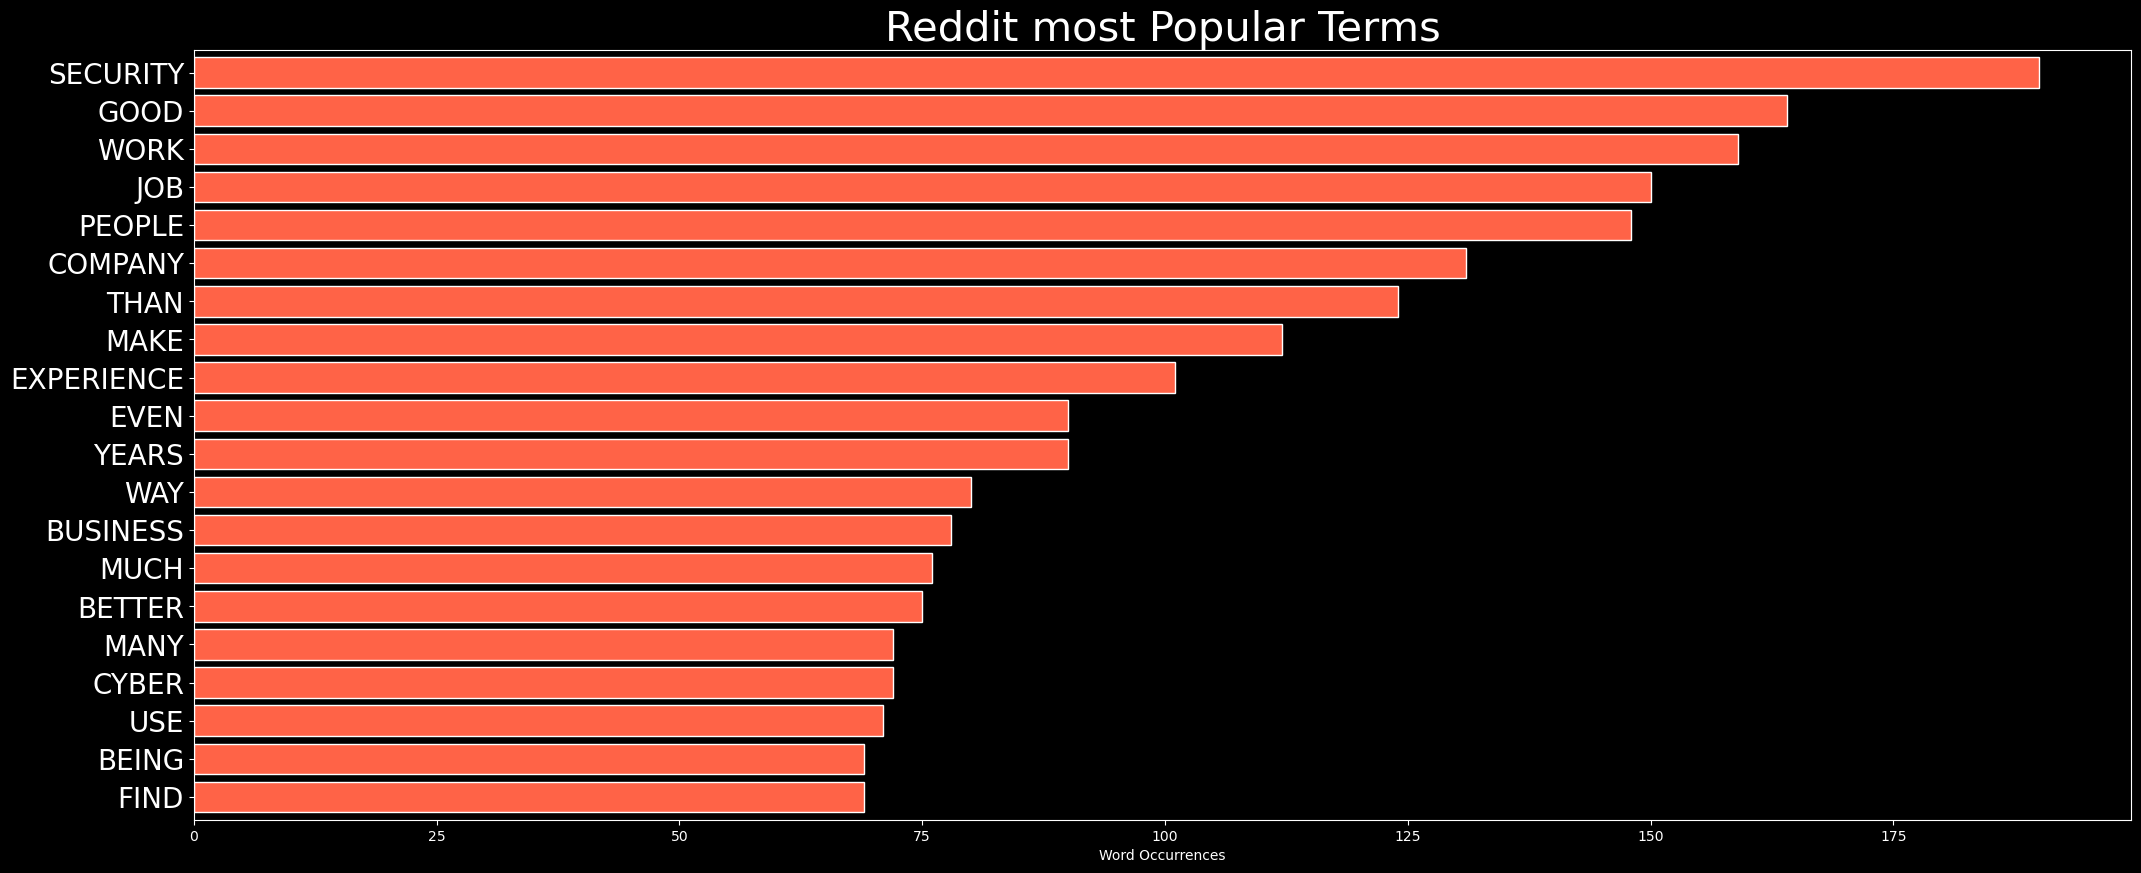 Reddit most Popular Terms
SECURITY
GOOD
WORK
JOB
PEOPLE
COMPANY
THAN
MAKE
EXPERIENCE
EVEN
YEARS
WAY
BUSINESS
MUCH
BETTER
MANY
CYBER
USE
BEING
FIND
0 25 50 75 100 125 150 175
Word Occurrences